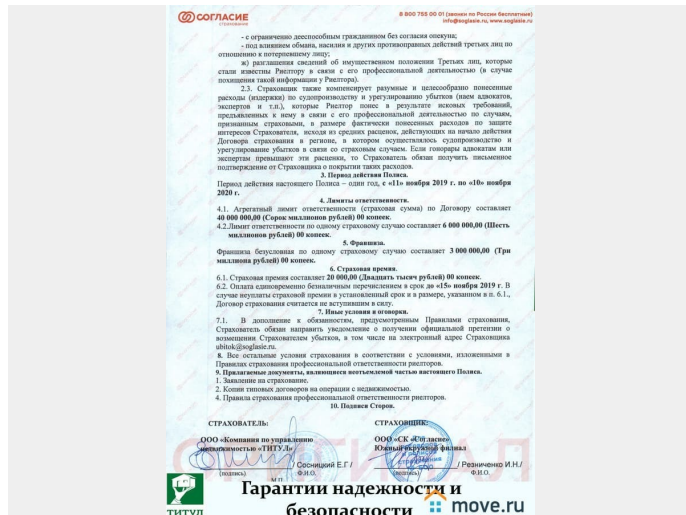 СОГЛАСИЕ
СТРАХОВАНИЕ
8 800 755 00 01 (звонки по России бесплатные)
info@soglasie.ru, www.soglasie.ru
- с ограниченно дееспособным гражданином без согласия опекуна;
- под влиянием обмана, насилия и других противоправных действий третьих лиц по
отношению к потерпевшему лицу;
ж) разглашения сведений об имущественном положении Третьих лиц, которые
стали известны Риелтору в связи с его профессиональной деятельностью (в случае
похищения такой информации у Риелтора).
2.3. Страховщик также компенсирует разумные и целесообразно понесенные
расходы (издержки) по судопроизводству и урегулированию убытков (наем адвокатов,
экспертов и т.п.), которые Риелтор понес в результате исковых требований,
предъявленных к нему в связи с его профессиональной деятельностью по случаям,
признанным страховыми, в размере фактически понесенных расходов по защите
интересов Страхователя, исходя из средних расценок, действующих на начало действия
Договора страхования в регионе, в котором осуществлялось судопроизводство и
урегулирование убытков в связи со страховым случаем. Если гонорары адвокатам или
экспертам превышают эти расценки, то Страхователь обязан получить письменное
подтверждение от Страховщика о покрытии таких расходов.
3. Период действия Полиса.
Период действия настоящего Полиса – один год, с «11» ноября 2019 г. по «10» ноября
2020 г.
4. Лимиты ответственности.
4.1. Агрегатный лимит ответственности (страховая сумма) по Договору составляет
40 000 000,00 (Сорок миллионов рублей) 00 копеек.
4.2.Лимит ответственности по одному страховому случаю составляет 6 000 000,00 (Шесть
миллионов рублей) 00 копеек.
5. Франшиза.
Франшиза безусловная по одному страховому случаю составляет 3 000 000,00 (Три
миллиона рублей) 00 копеек.
6. Страховая премия.
6.1. Страховая премия составляет 20 000,00 (Двадцать тысяч рублей) 00 копеек.
6.2. Оплата единовременно безналичным перечислением в срок до «15» ноября 2019 г. В
случае неуплаты страховой премии в установленный срок и в размере, указанном в п. 6.1.,
Договор страхования считается не вступившим в силу.
7. Иные условия и оговорки.
7.1. В дополнение к обязанностям, предусмотренным Правилами страхования,
Страхователь обязан направить уведомление о получении официальной претензии о
возмещении Страхователем убытков, в том числе на электронный адрес Страховщика
ubitok@soglasie.ru.
8. Все остальные условия страхования в соответствии с условиями, изложенными в
Правилах страхования профессиональной ответственности риелторов.
9. Прилагаемые документы, являющиеся неотъемлемой частью настоящего Полиса.
1. Заявление на страхование.
2. Копии типовых договоров на операции с недвижимостью.
4. Правила страхования профессиональной ответственности риелторов.
10. Подписи Сторон.
СТРАХОВАТЕЛЬ: СТРАХОВЩИК:
ООО «Компания по управлению ООО «СК «Согласие»
недвижимостью «ТИТУЛ» Южный окружной филиал
/ Сосницкий Е.Г / / Резниченко И.Н./
(подпись) Ф.И.О. (подпись) Ф.И.О.
М.П.
ТИТУЛ
Гарантии надежности и
безопасности
move.ru